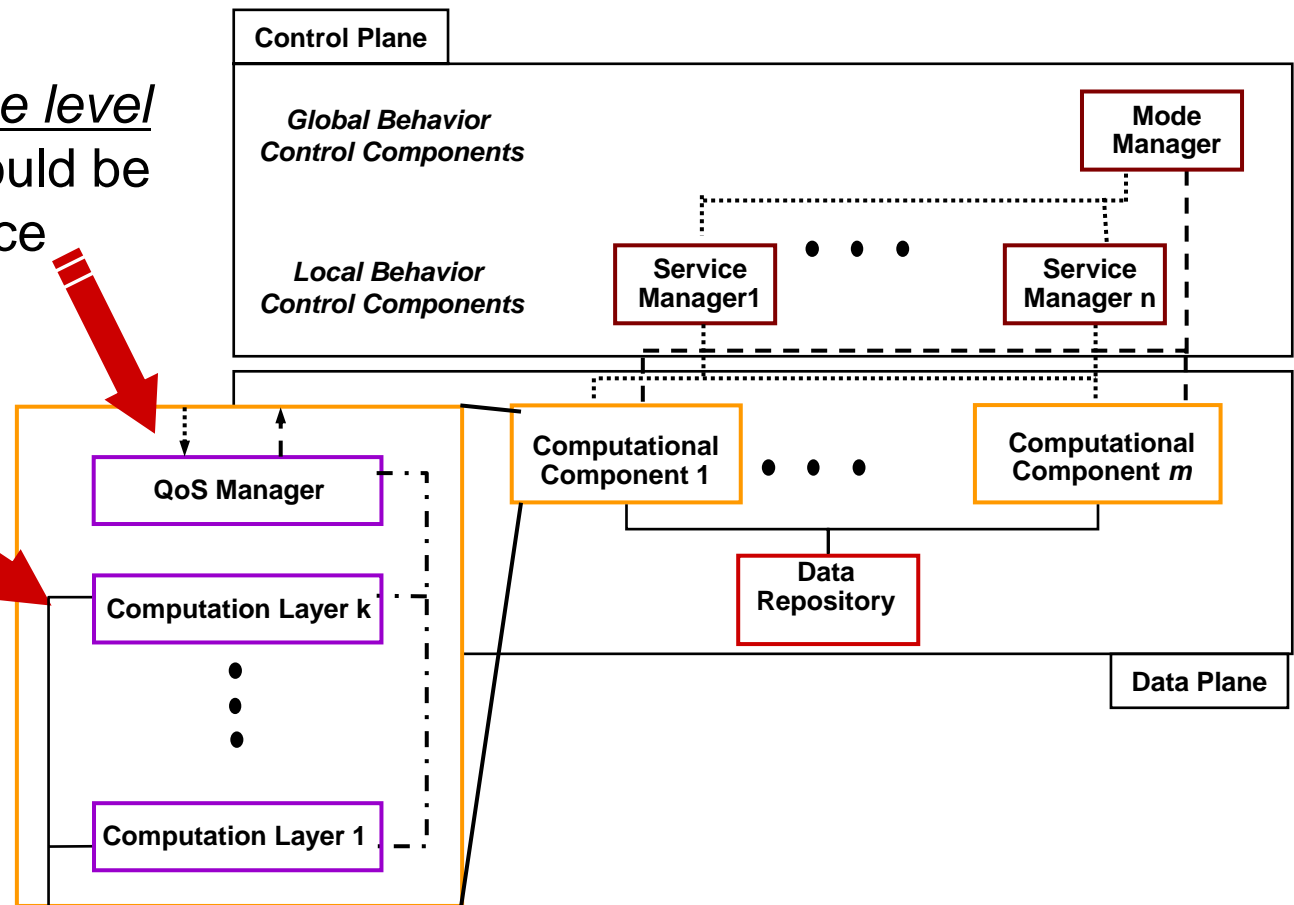 Control Plane
e level
ould be
ce
Global Behavior
Control Components
Mode
Manager
Local Behavior
Control Components
Service
Manager1
Service
Manager n
QoS Manager
Computation Layer k
Computation Layer 1
Computational
Component 1
Computational
Component m
Data
Repository
Data Plane